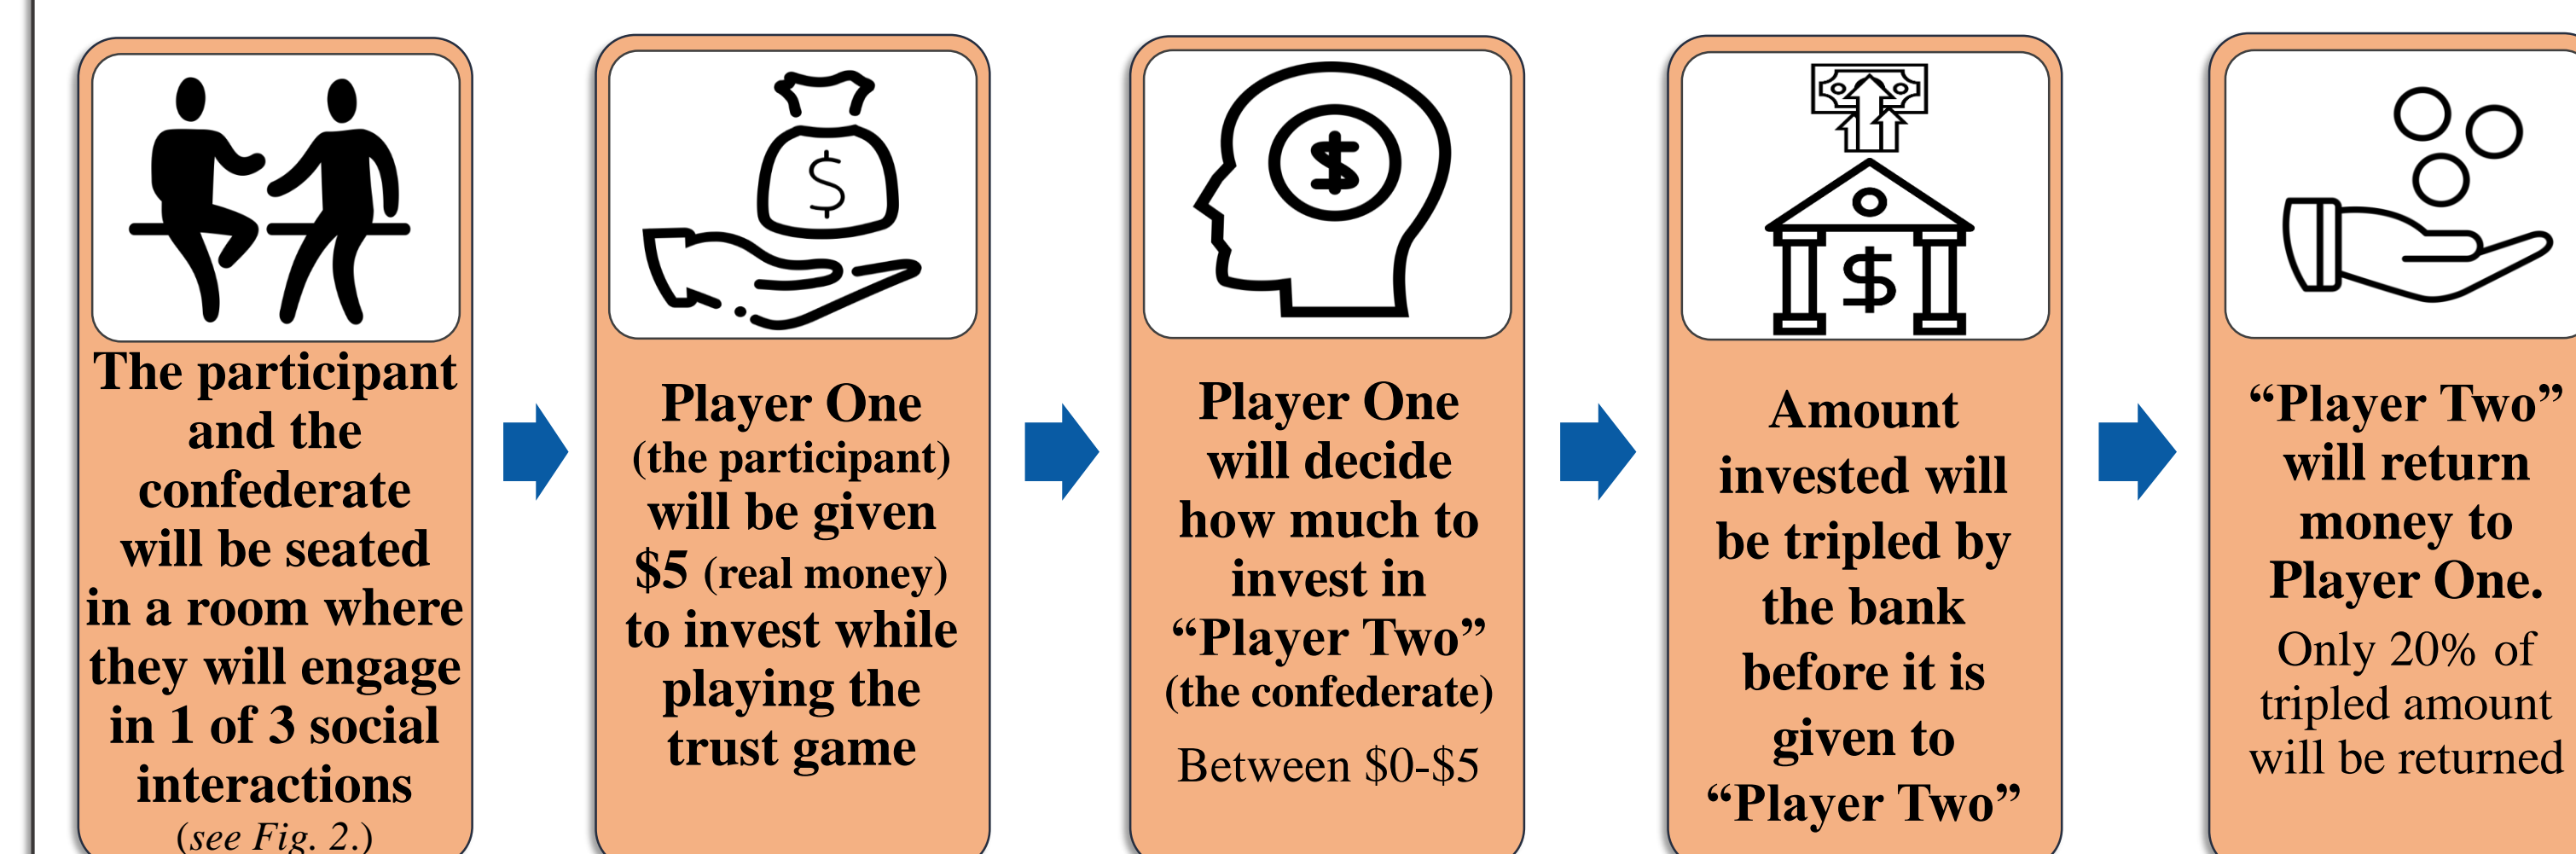 The participant
and the
confederate
will be seated
in a room where
they will engage
in 1 of 3 social
interactions
(see Fig. 2.)
$
Player One
(the participant)
will be given
$5 (real money)
to invest while
playing the
trust game
$
Player One
will decide
how much to
invest in
“Player Two”
(the confederate)
Between $0-$5
$
Amount
invested will
be tripled by
the bank
before it is
given to
“Player Two”
“Player Two”
will return
money to
Player One.
Only 20% of
tripled amount
will be returned